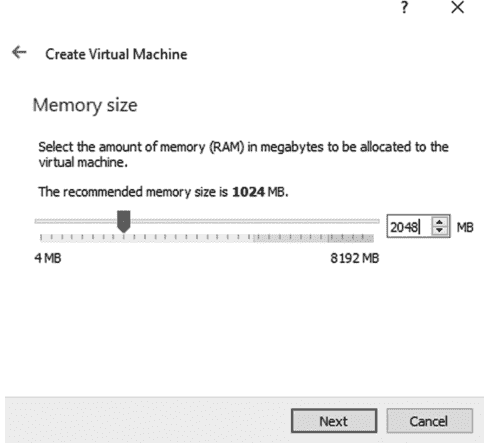 ?
Create Virtual Machine
Memory size
Select the amount of memory (RAM) in megabytes to be allocated to the
virtual machine.
The recommended memory size is 1024 MB.
2048 MB
4 MB 8192 MB
Next Cancel